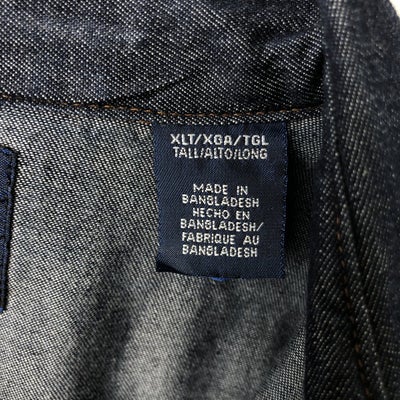 XLT/XGA/TGL
TALL/ALTO/LONG
MADE IN
BANGLADESH
HECHO EN
BANGLADESH/
FABRIQUE AU
BANGLADESH